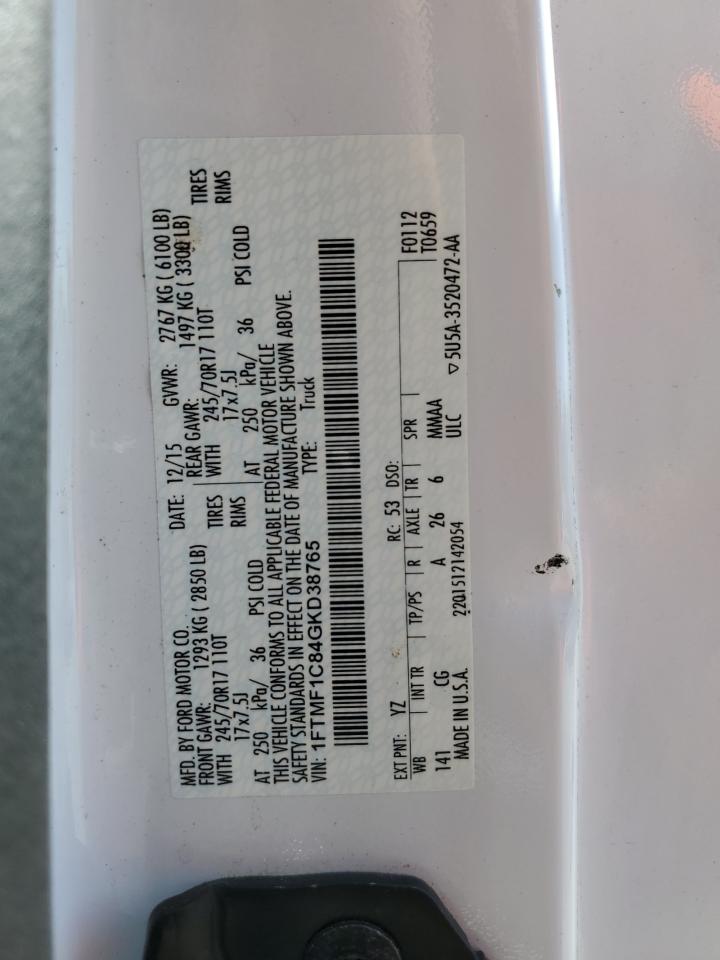 MFD. BY FORD MOTOR CO. DATE: 12/15 GVWR: 2767 KG ( 6100 LB)
FRONT GAWR: 1293 KG ( 2850 LB) REAR GAWR: 1497 KG ( 3300 LB)
WITH 245/70R17 110T TIRES WITH 245/70R17 110T TIRES
17x7.5J RIMS 17x7.5J RIMS
AT 250 kPa/ 36 PSI COLD AT 250 kPa/ 36 PSI COLD
THIS VEHICLE CONFORMS TO ALL APPLICABLE FEDERAL MOTOR VEHICLE
SAFETY STANDARDS IN EFFECT ON THE DATE OF MANUFACTURE SHOWN ABOVE.
VIN: 1FTMF1C84GKD38765 TYPE: Truck
EXT PNT: YZ RC: 53 DSO: F0112
WB INT TR TP/PS R AXLE TR SPR T0659
141 CG A 26 6 MMAA
MADE IN U.S.A. 22Q1517142054 ULC ▽5U5A-3520472-AA